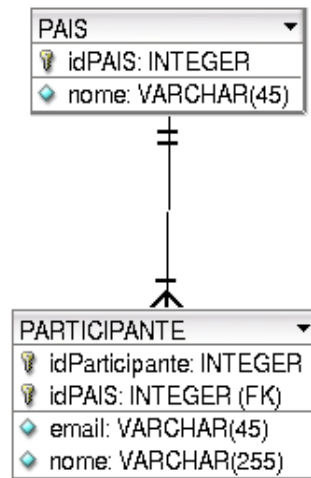 PAIS
idPAIS: INTEGER
nome: VARCHAR(45)
PARTICIPANTE
idParticipante: INTEGER
idPAIS: INTEGER (FK)
email: VARCHAR(45)
nome: VARCHAR(255)